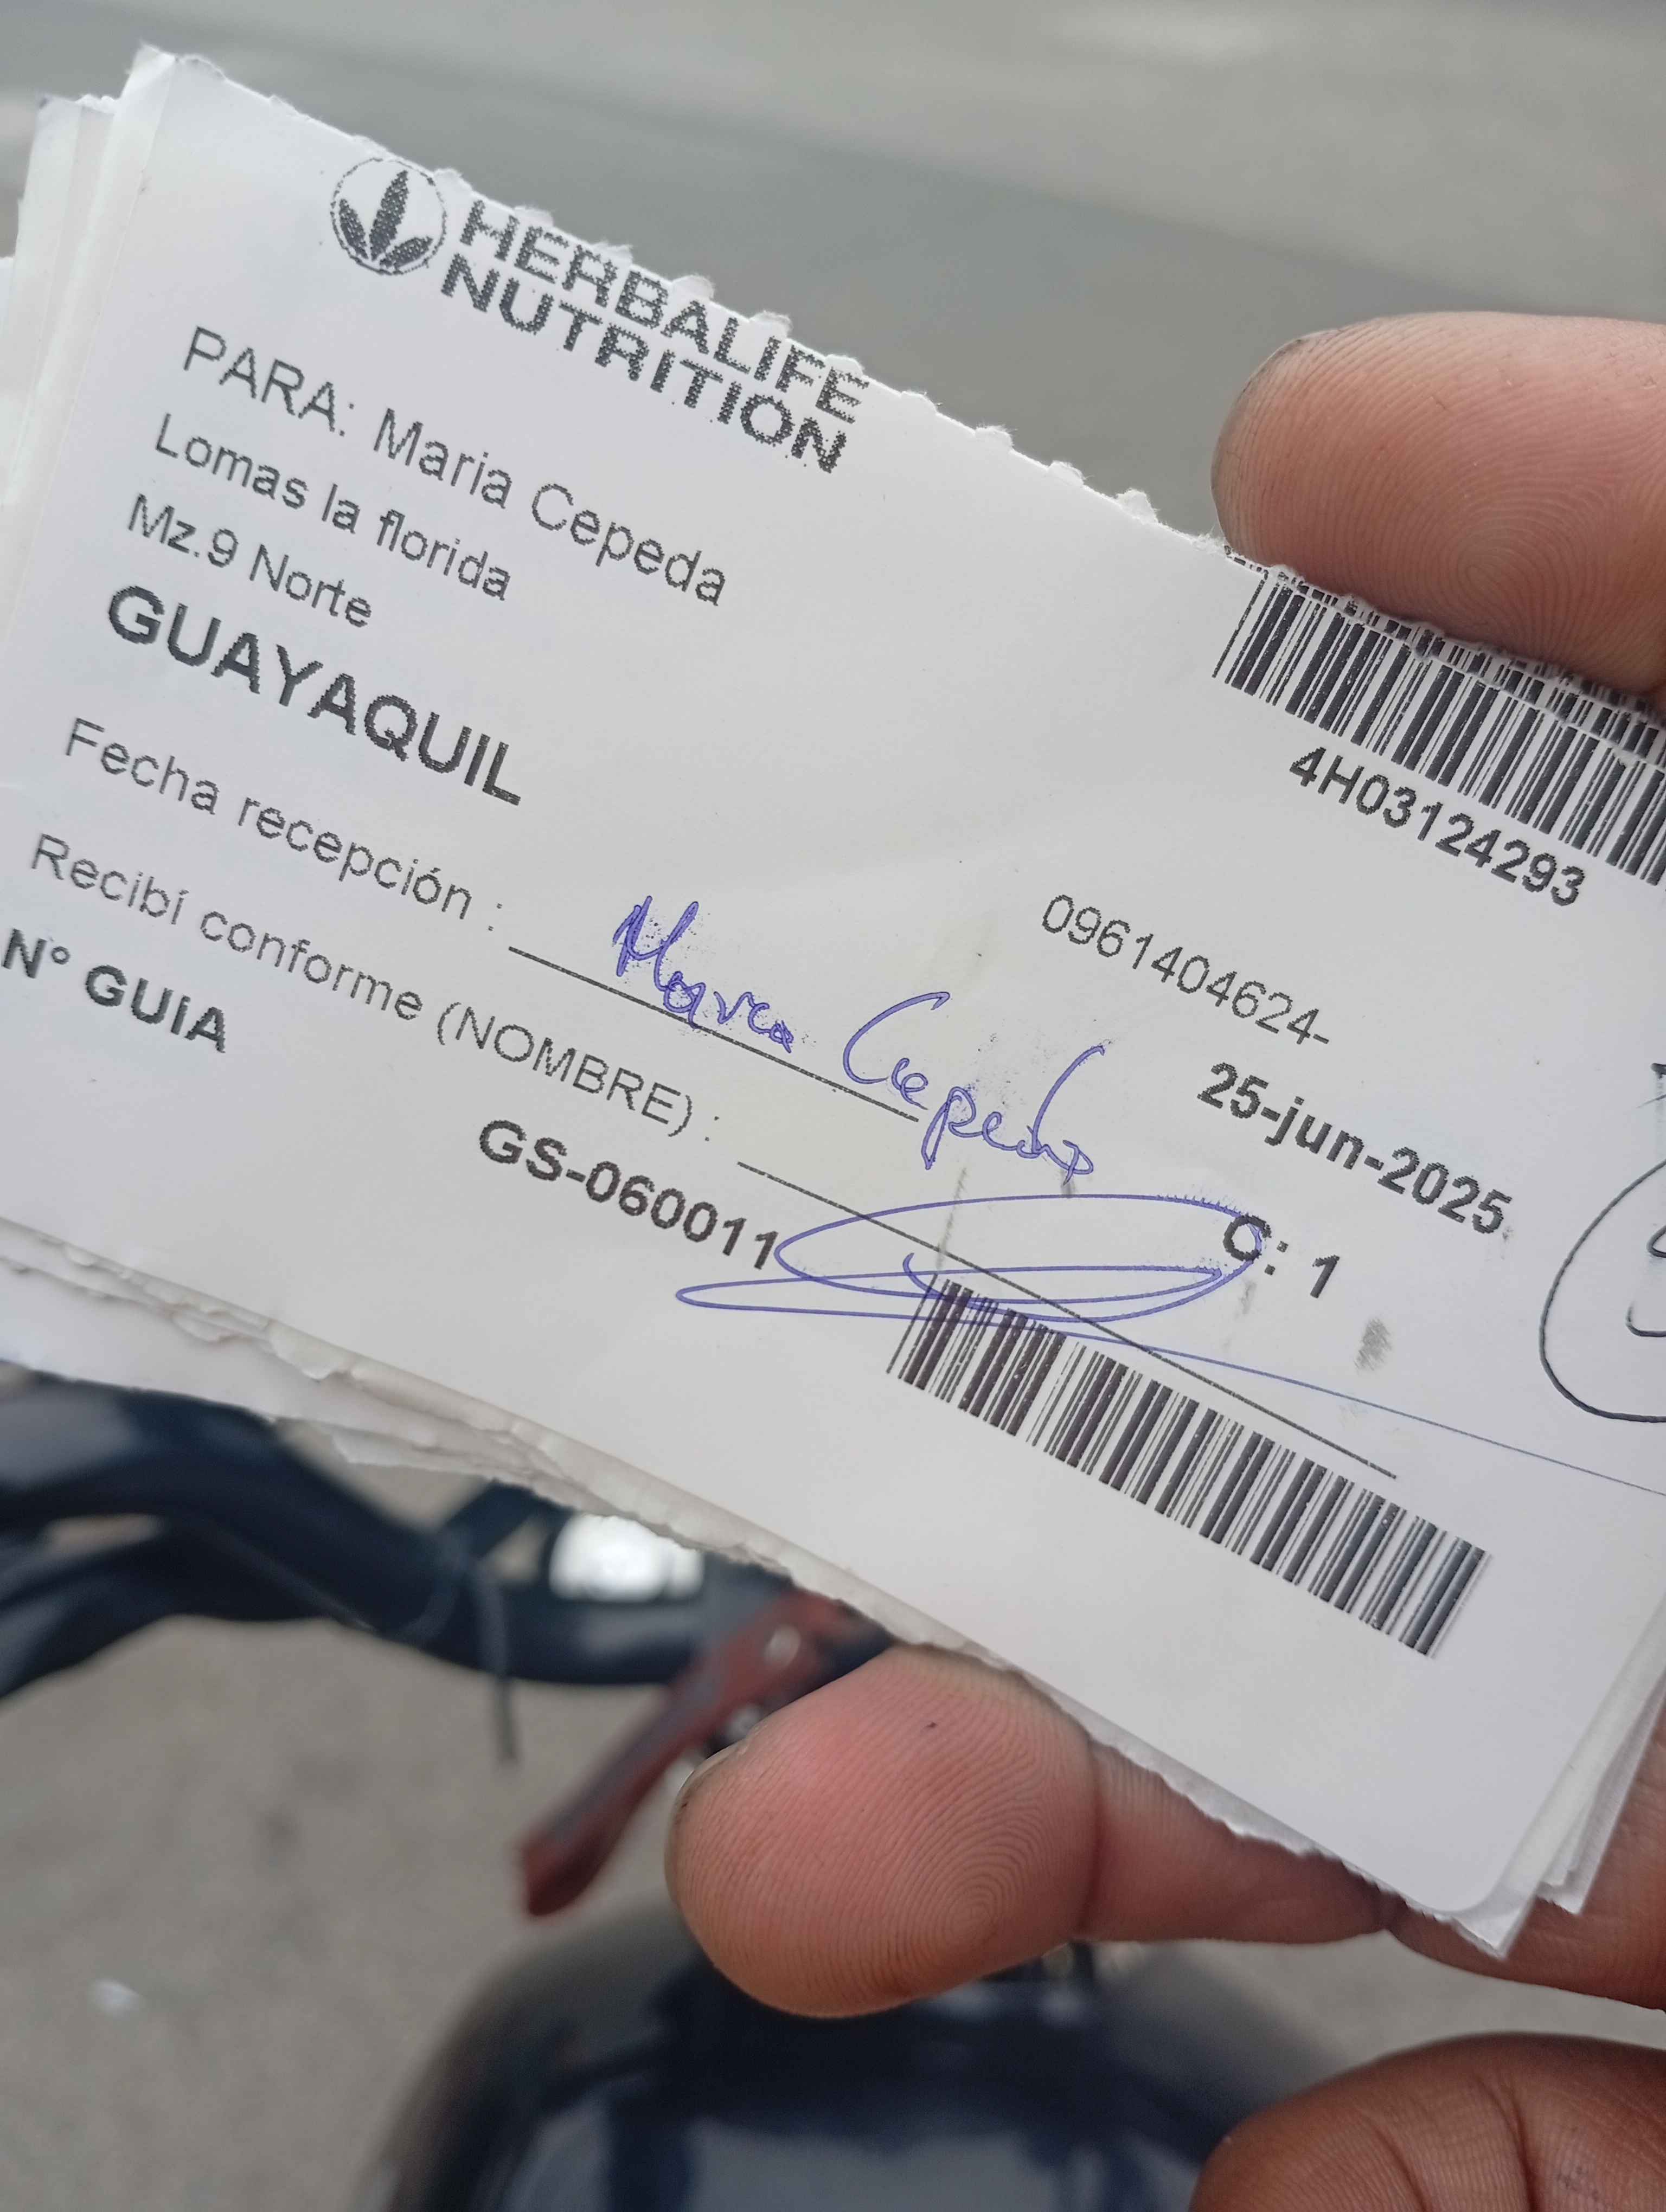 HERBALIFE
NUTRITION
PARA: Maria Cepeda
Lomas la florida
Mz.9 Norte
GUAYAQUIL
4H03124293
0961404624-
25-jun-2025
Fecha recepción :
Maria Cepeda
Recibí conforme (NOMBRE) :
C: 1
N° GUIA
GS-060011